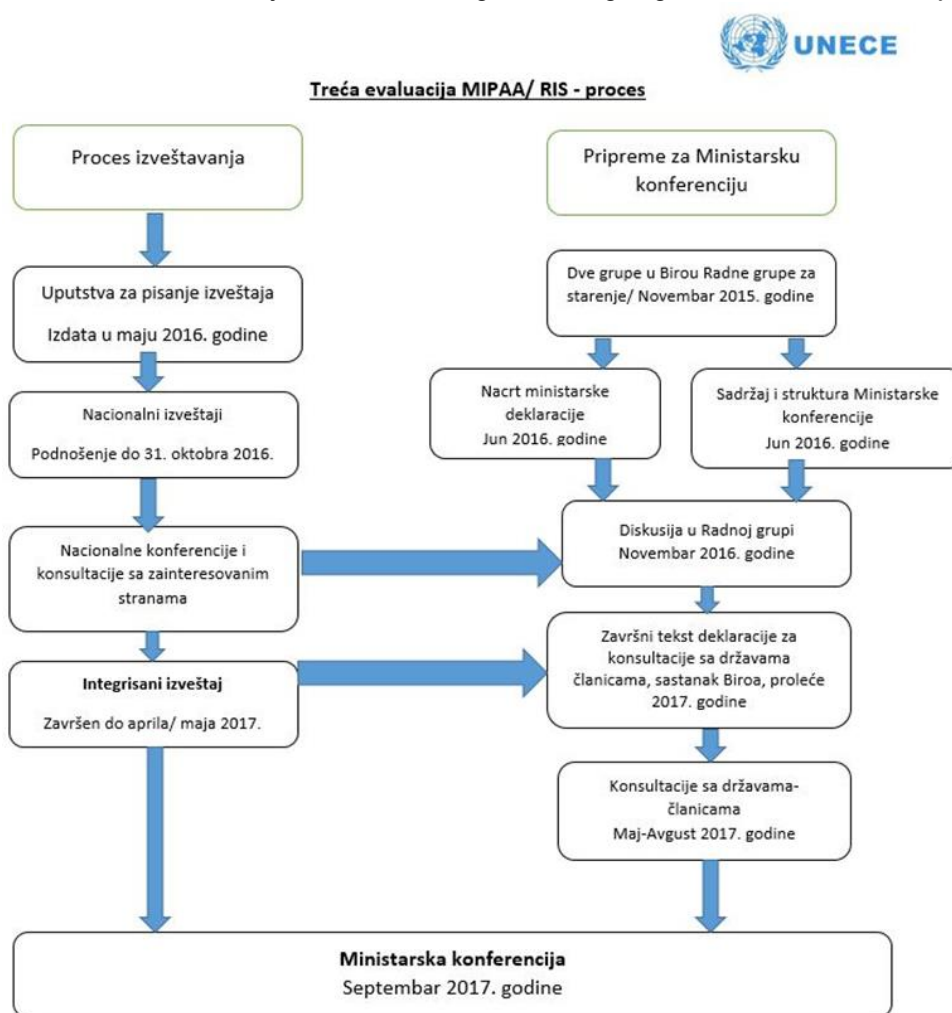 UNECE
Treća evaluacija MIPAA/ RIS - proces
Proces izveštavanja
Uputstva za pisanje izveštaja
Izdata u maju 2016. godine
Nacionalni izveštaji
Podnošenje do 31. oktobra 2016.
Nacionalne konferencije i
konsultacije sa zainteresovanim
stranama
Integrisani izveštaj
Završen do aprila/ maja 2017.
Pripreme za Ministarsku
konferenciju
Dve grupe u Birou Radne grupe za
starenje/ Novembar 2015. godine
Nacrt ministarske
deklaracije
Jun 2016. godine
Sadržaj i struktura Ministarske
konferencije
Jun 2016. godine
Diskusija u Radnoj grupi
Novembar 2016. godine
Završni tekst deklaracije za
konsultacije sa državama
članicama, sastanak Biroa, proleće
2017. godine
Konsultacije sa državama-
članicama
Maj-Avgust 2017. godine
Ministarska konferencija
Septembar 2017. godine